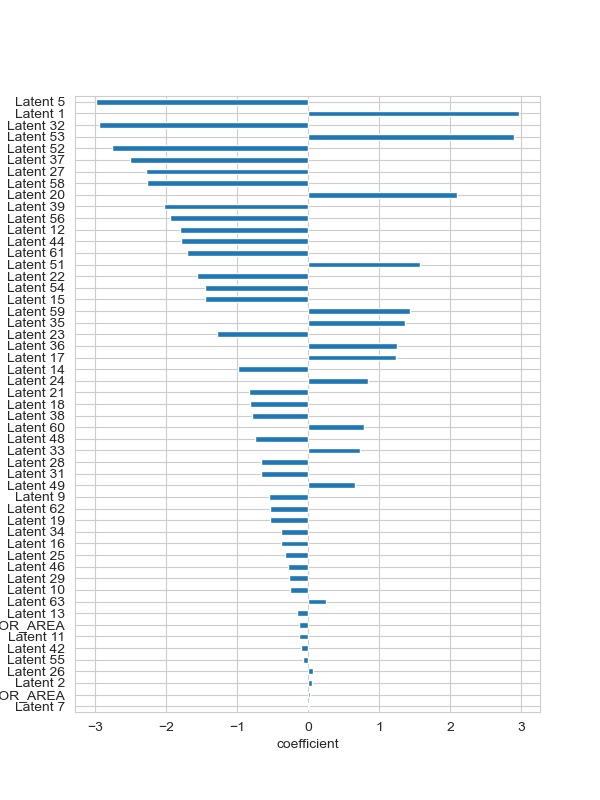 Latent 5
Latent 1
Latent 32
Latent 53
Latent 52
Latent 37
Latent 27
Latent 58
Latent 20
Latent 39
Latent 56
Latent 12
Latent 44
Latent 61
Latent 51
Latent 22
Latent 54
Latent 15
Latent 59
Latent 35
Latent 23
Latent 36
Latent 17
Latent 14
Latent 24
Latent 21
Latent 18
Latent 38
Latent 60
Latent 48
Latent 33
Latent 28
Latent 31
Latent 49
Latent 9
Latent 62
Latent 19
Latent 34
Latent 16
Latent 25
Latent 46
Latent 29
Latent 10
Latent 63
Latent 13
OR_AREA
Latent 11
Latent 42
Latent 55
Latent 26
Latent 2
OR_AREA
Latent 7
−3 −2 −1 0 1 2 3
coefficient